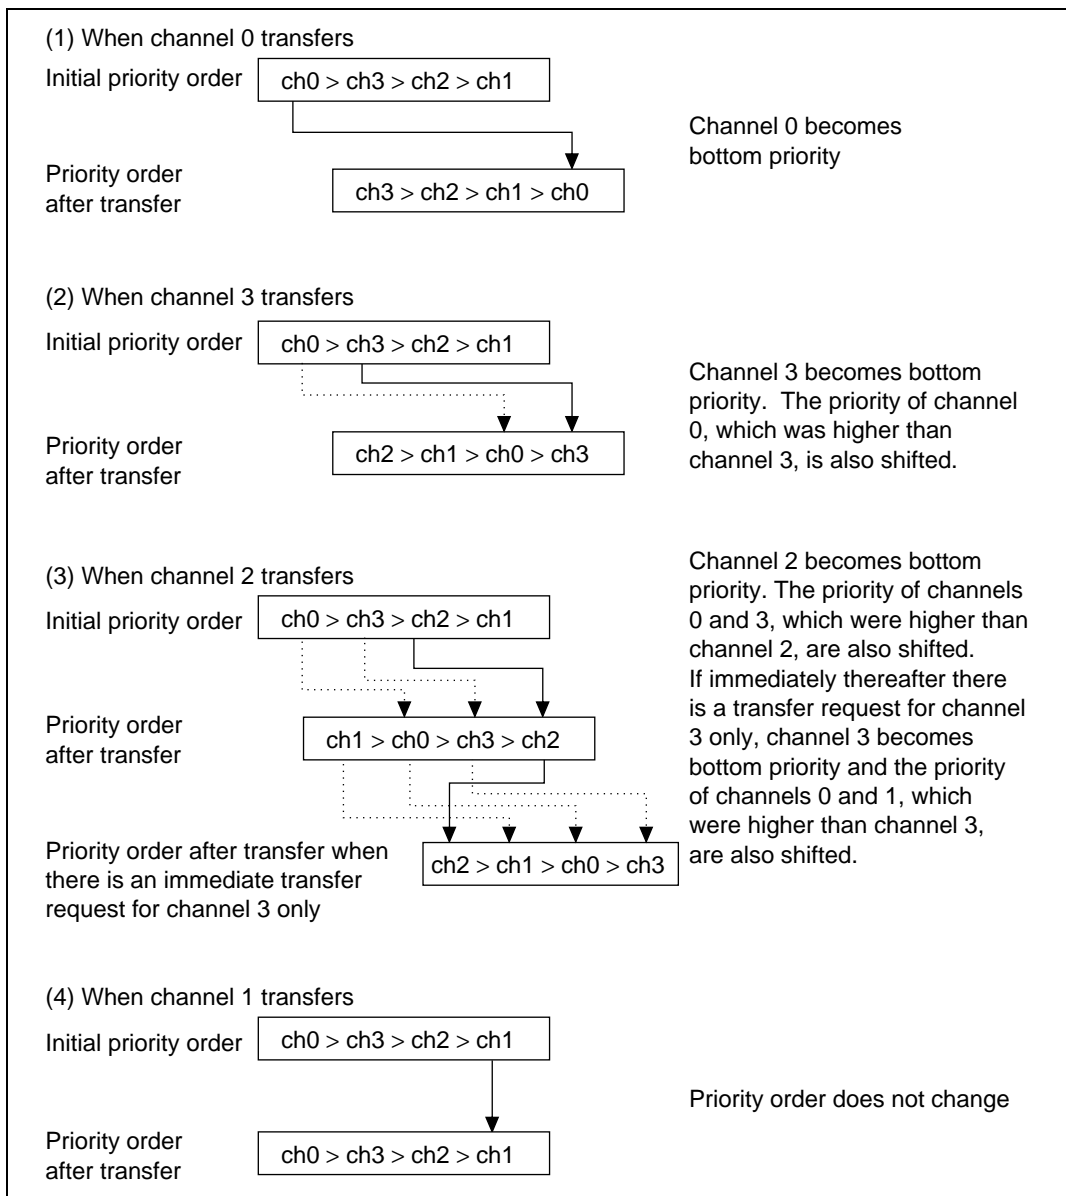 (1) When channel 0 transfers
Initial priority order
ch0 > ch3 > ch2 > ch1
Channel 0 becomes
bottom priority
Priority order
after transfer
ch3 > ch2 > ch1 > ch0
(2) When channel 3 transfers
Initial priority order
ch0 > ch3 > ch2 > ch1
Channel 3 becomes bottom
priority.  The priority of channel
0, which was higher than
channel 3, is also shifted.
Priority order
after transfer
ch2 > ch1 > ch0 > ch3
(3) When channel 2 transfers
Initial priority order
ch0 > ch3 > ch2 > ch1
Channel 2 becomes bottom
priority. The priority of channels
0 and 3, which were higher than
channel 2, are also shifted.
If immediately thereafter there
is a transfer request for channel
3 only, channel 3 becomes
bottom priority and the priority
of channels 0 and 1, which
were higher than channel 3,
are also shifted.
Priority order
after transfer
ch1 > ch0 > ch3 > ch2
Priority order after transfer when
there is an immediate transfer
request for channel 3 only
ch2 > ch1 > ch0 > ch3
(4) When channel 1 transfers
Initial priority order
ch0 > ch3 > ch2 > ch1
Priority order does not change
Priority order
after transfer
ch0 > ch3 > ch2 > ch1